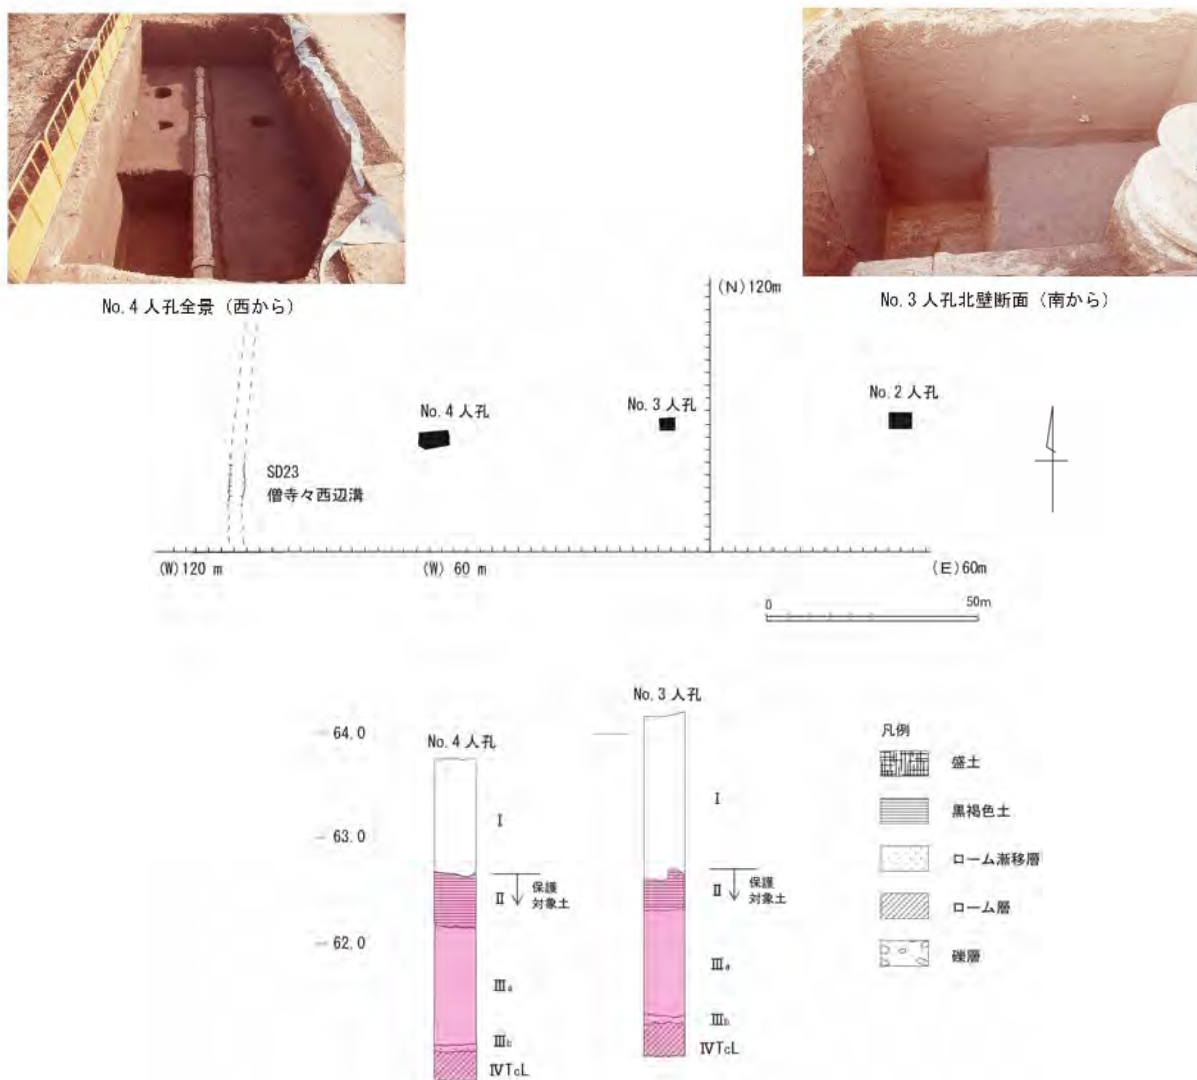 No. 4 人孔全景（西から）
No. 3 人孔北壁断面（南から）
(N) 120m
No. 4 人孔
No. 3 人孔
No. 2 人孔
SD23
僧寺々西辺溝
(W) 120 m
(W) 60 m
(E) 60m
0
50m
No. 4 人孔
64.0
63.0
62.0
Ⅰ
Ⅱ
保護
対象土
Ⅲa
Ⅲb
ⅣTcL
No. 3 人孔
Ⅰ
Ⅱ
保護
対象土
Ⅲa
Ⅲb
ⅣTcL
凡例
盛土
黒褐色土
ローム漸移層
ローム層
礫層